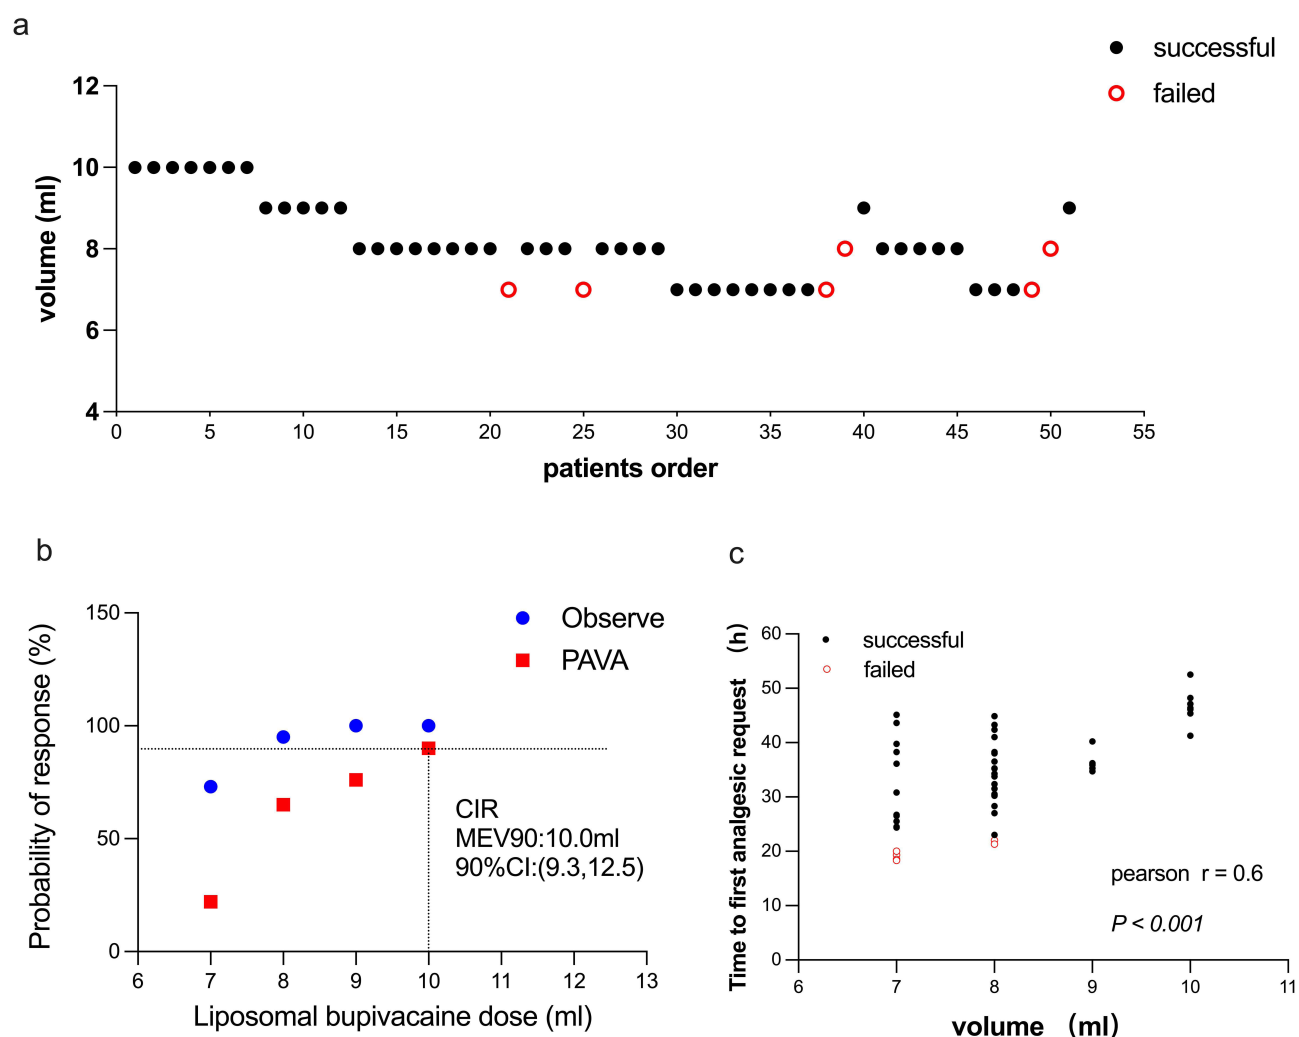 a
successful
failed
12
10
8
6
4
volume (ml)
0 5 10 15 20 25 30 35 40 45 50 55
patients order
b
Observe
PAVA
150
100
50
0
Probability of response (%)
CIR
MEV90:10.0ml
90%CI:(9.3,12.5)
6 7 8 9 10 11 12 13
Liposomal bupivacaine dose (ml)
c
successful
failed
60
50
40
30
20
10
0
Time to first analgesic request (h)
pearson r = 0.6
P < 0.001
6 7 8 9 10 11
volume （ml）